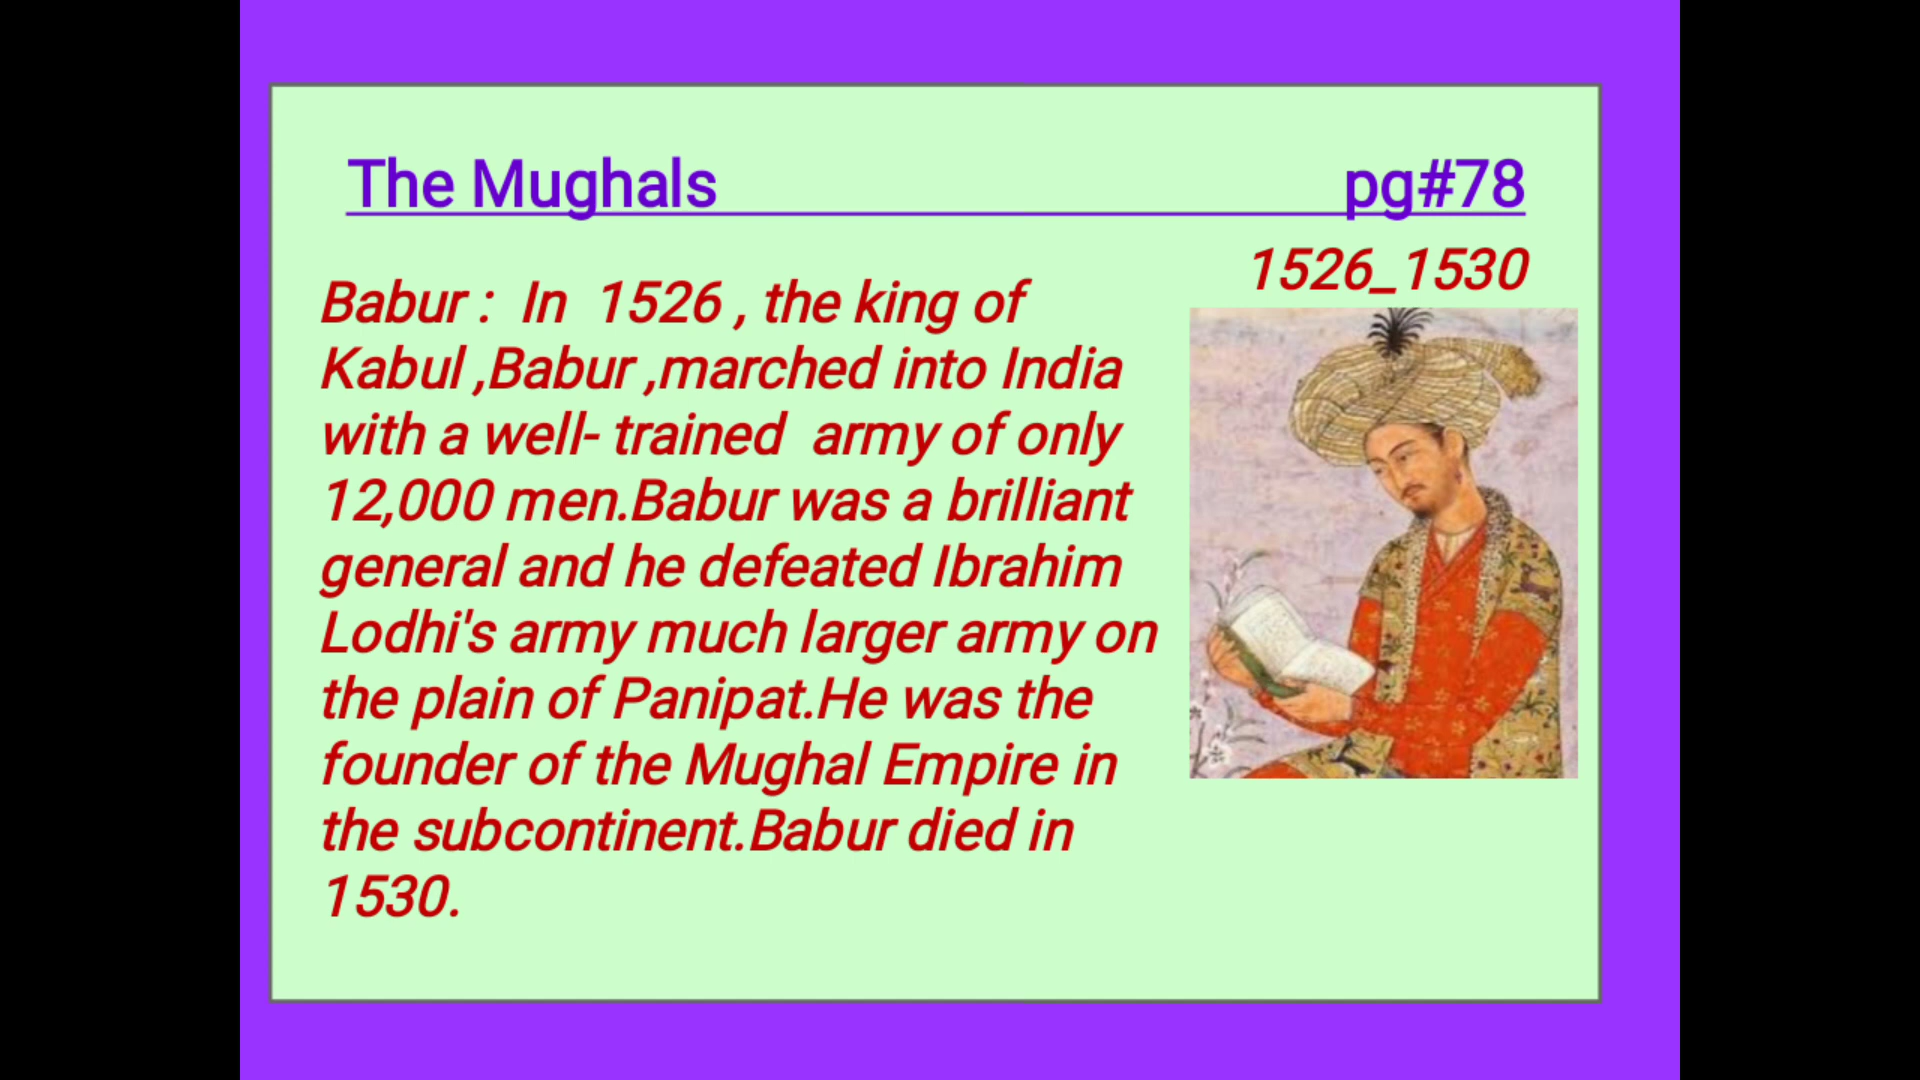 The Mughals pg#78
1526_1530
Babur : In 1526 , the king of
Kabul ,Babur ,marched into India
with a well- trained army of only
12,000 men.Babur was a brilliant
general and he defeated Ibrahim
Lodhi's army much larger army on
the plain of Panipat.He was the
founder of the Mughal Empire in
the subcontinent.Babur died in
1530.